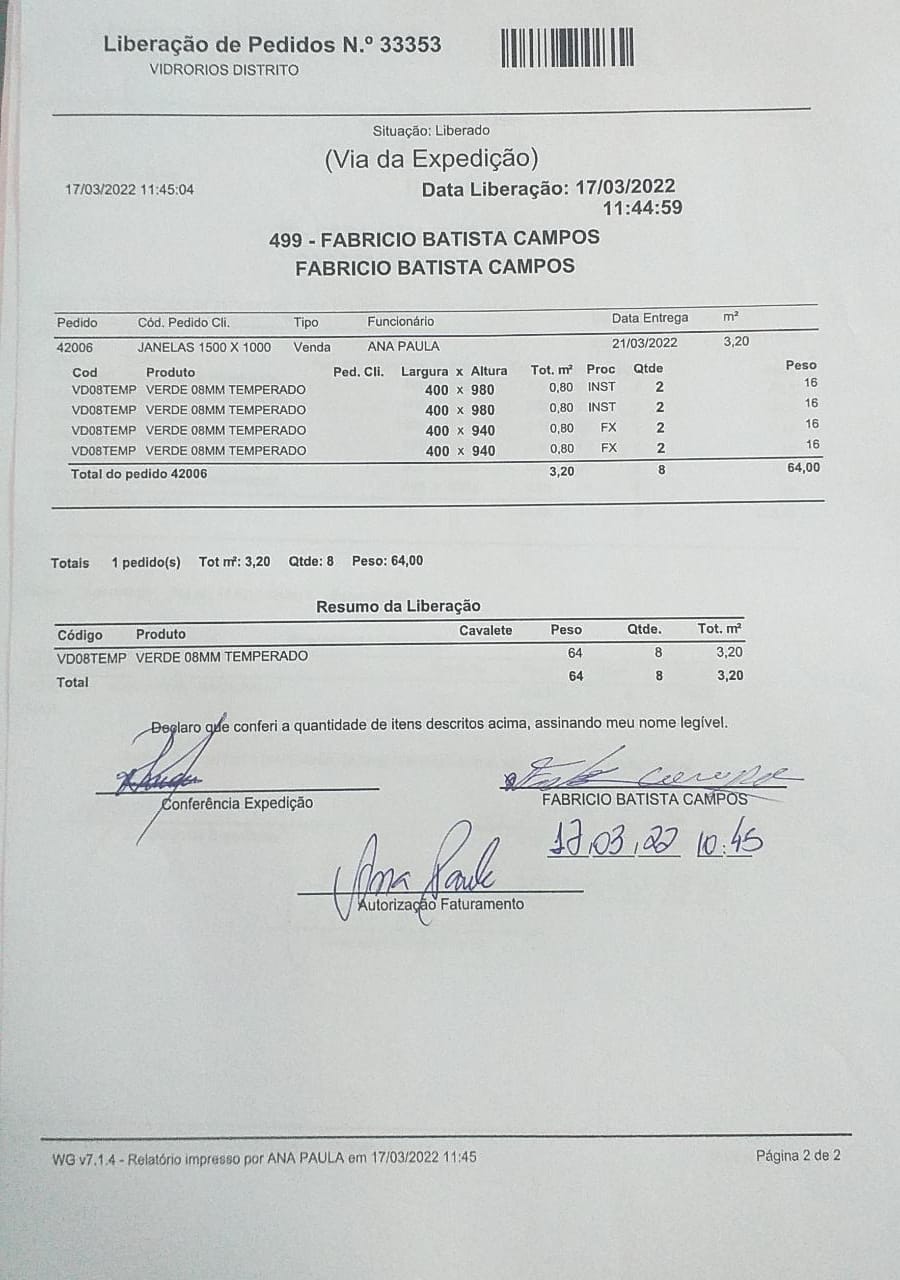 Liberação de Pedidos N.º 33353
VIDRORIOS DISTRITO
Situação: Liberado
(Via da Expedição)
17/03/2022 11:45:04 Data Liberação: 17/03/2022
11:44:59
499 - FABRICIO BATISTA CAMPOS
FABRICIO BATISTA CAMPOS
Pedido Cód. Pedido Cli. Tipo Funcionário Data Entrega m²
42006 JANELAS 1500 X 1000 Venda ANA PAULA 21/03/2022 3,20
Cod Produto Ped. Cli. Largura x Altura Tot. m² Proc Qtde Peso
VD08TEMP VERDE 08MM TEMPERADO 400 x 980 0,80 INST 2 16
VD08TEMP VERDE 08MM TEMPERADO 400 x 980 0,80 INST 2 16
VD08TEMP VERDE 08MM TEMPERADO 400 x 940 0,80 FX 2 16
VD08TEMP VERDE 08MM TEMPERADO 400 x 940 0,80 FX 2 16
Total do pedido 42006 3,20 8 64,00
Totais 1 pedido(s) Tot m²: 3,20 Qtde: 8 Peso: 64,00
Resumo da Liberação
Código Produto Cavalete Peso Qtde. Tot. m²
VD08TEMP VERDE 08MM TEMPERADO 64 8 3,20
Total 64 8 3,20
Declaro que conferi a quantidade de itens descritos acima, assinando meu nome legível.
Conferência Expedição
FABRICIO BATISTA CAMPOS
17.03.22 10:45
Ana Paula
Autorização Faturamento
WG v7.1.4 - Relatório impresso por ANA PAULA em 17/03/2022 11:45 Página 2 de 2